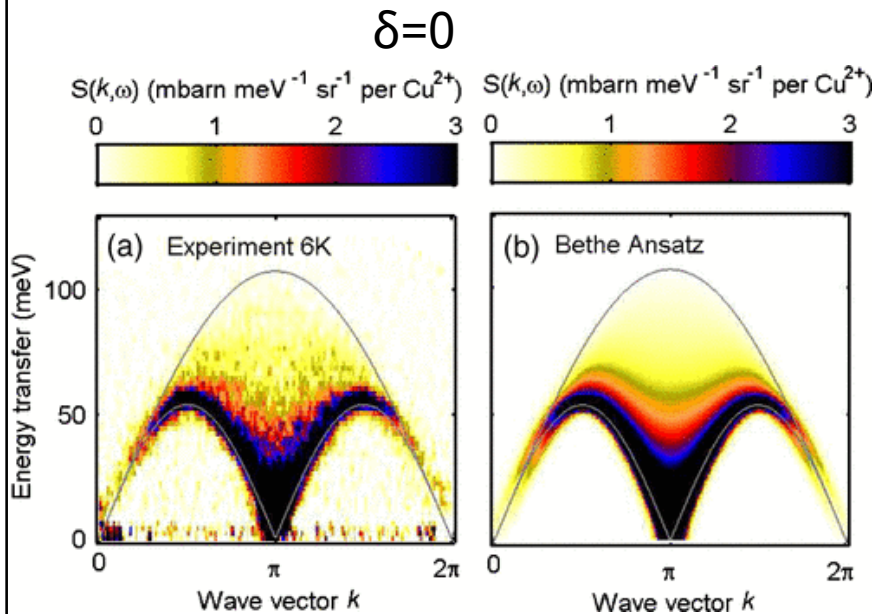 δ=0
S(k,ω) (mbarn meV⁻¹ sr⁻¹ per Cu²⁺)
0 1 2 3
S(k,ω) (mbarn meV⁻¹ sr⁻¹ per Cu²⁺)
0 1 2 3
(a) Experiment 6K
(b) Bethe Ansatz
Energy transfer (meV)
100
50
0
0 π 2π
Wave vector k
0 π 2π
Wave vector k